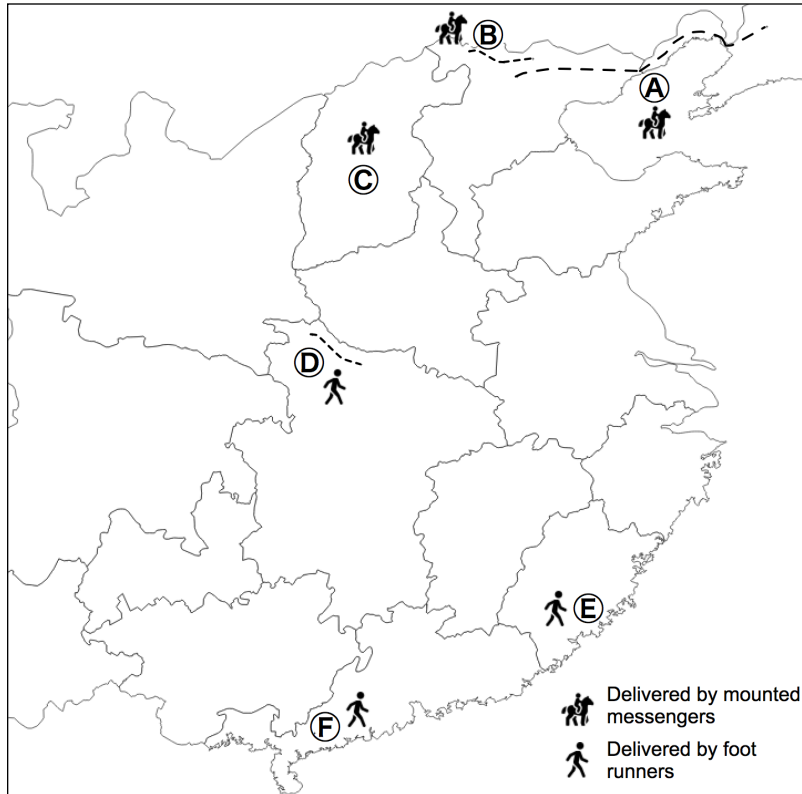 B
A
C
D
E
F
Delivered by mounted
messengers
Delivered by foot
runners